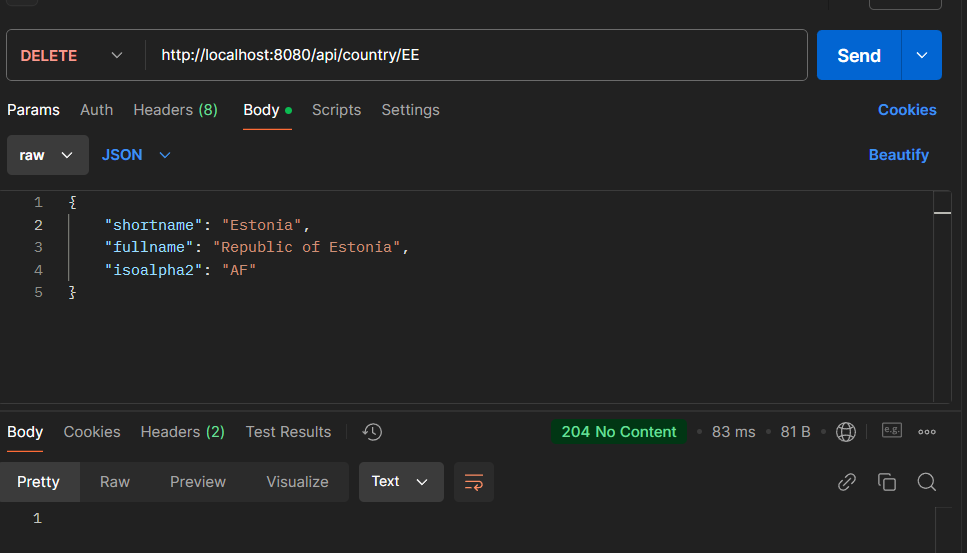 DELETE http://localhost:8080/api/country/EE Send
Params Auth Headers (8) Body Scripts Settings Cookies
raw JSON Beautify
1 {
2 "shortname": "Estonia",
3 "fullname": "Republic of Estonia",
4 "isoalpha2": "AF"
5 }
Body Cookies Headers (2) Test Results 204 No Content • 83 ms • 81 B • e.g.
Pretty Raw Preview Visualize Text
1